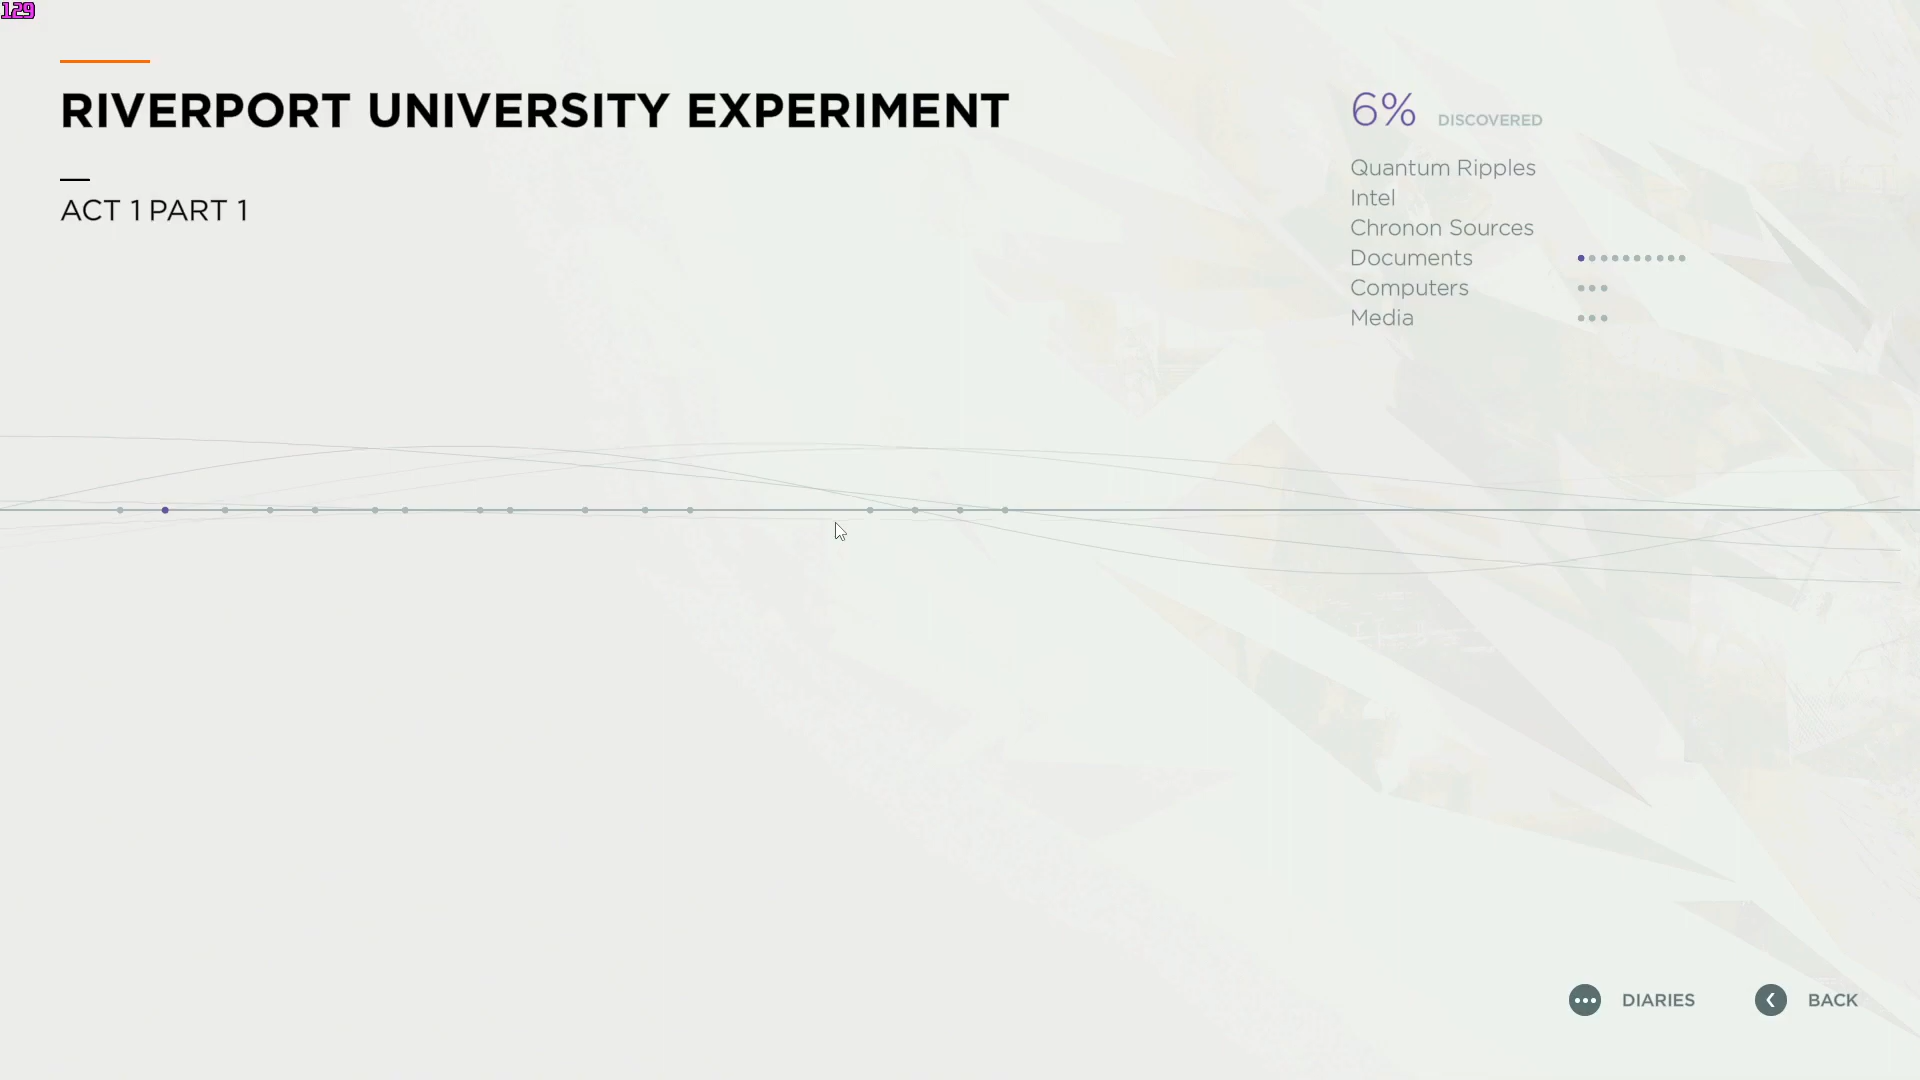 129
RIVERPORT UNIVERSITY EXPERIMENT
ACT 1 PART 1
6% DISCOVERED
Quantum Ripples
Intel
Chronon Sources
Documents
Computers
Media
DIARIES
BACK